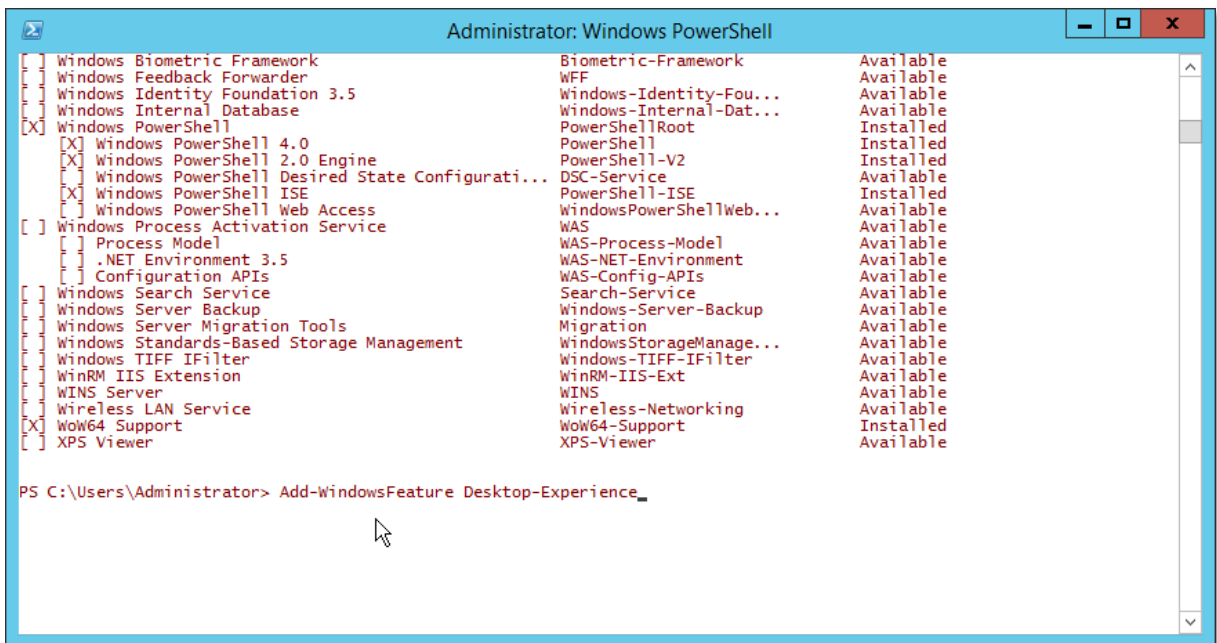 Administrator: Windows PowerShell
[ ] Windows Biometric Framework Biometric-Framework Available
[ ] Windows Feedback Forwarder WFF Available
[ ] Windows Identity Foundation 3.5 Windows-Identity-Fou... Available
[ ] Windows Internal Database Windows-Internal-Dat... Available
[X] Windows PowerShell PowerShellRoot Installed
[X] Windows PowerShell 4.0 PowerShell Installed
[X] Windows PowerShell 2.0 Engine PowerShell-V2 Installed
[ ] Windows PowerShell Desired State Configurati... DSC-Service Available
[X] Windows PowerShell ISE PowerShell-ISE Installed
[ ] Windows PowerShell Web Access WindowsPowerShellWeb... Available
[ ] Windows Process Activation Service WAS Available
[ ] Process Model WAS-Process-Model Available
[ ] .NET Environment 3.5 WAS-NET-Environment Available
[ ] Configuration APIs WAS-Config-APIs Available
[ ] Windows Search Service Search-Service Available
[ ] Windows Server Backup Windows-Server-Backup Available
[ ] Windows Server Migration Tools Migration Available
[ ] Windows Standards-Based Storage Management WindowsStorageManage... Available
[ ] Windows TIFF IFilter Windows-TIFF-IFilter Available
[ ] WinRM IIS Extension WinRM-IIS-Ext Available
[ ] WINS Server WINS Available
[ ] Wireless LAN Service Wireless-Networking Available
[X] WoW64 Support WoW64-Support Installed
[ ] XPS Viewer XPS-Viewer Available
PS C:\Users\Administrator> Add-WindowsFeature Desktop-Experience_